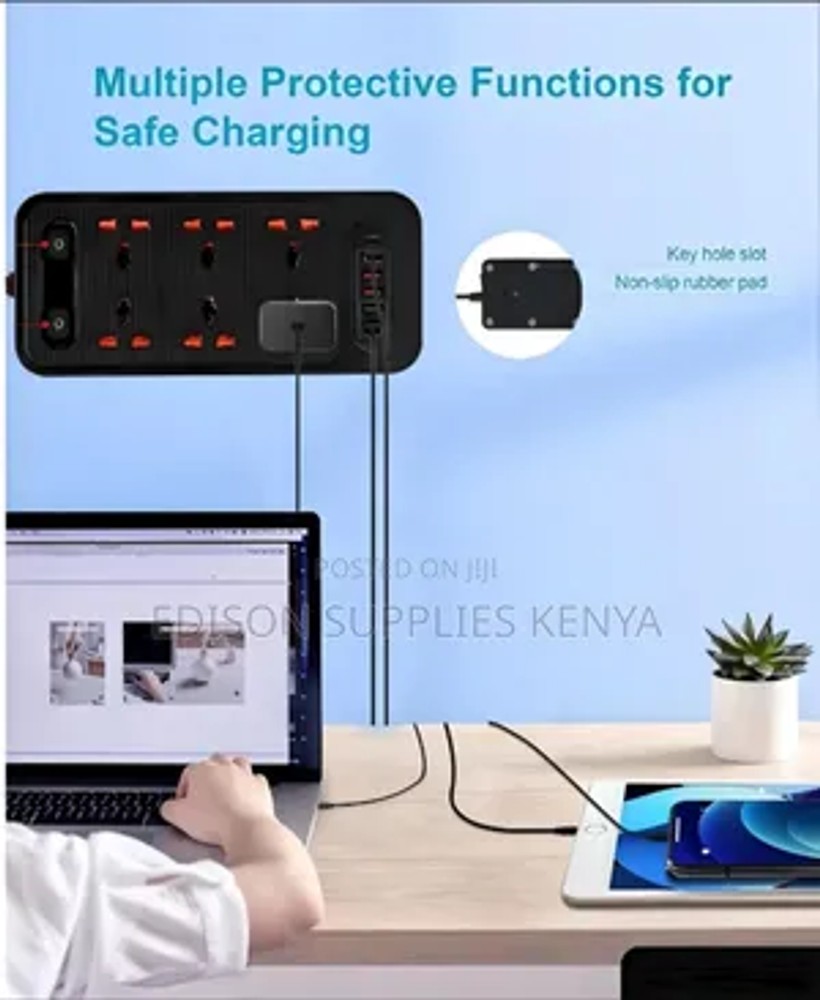 Multiple Protective Functions for
Safe Charging
Key hole slot
Non-slip rubber pad
POSTED ON JIJI
EDISON SUPPLIES KENYA